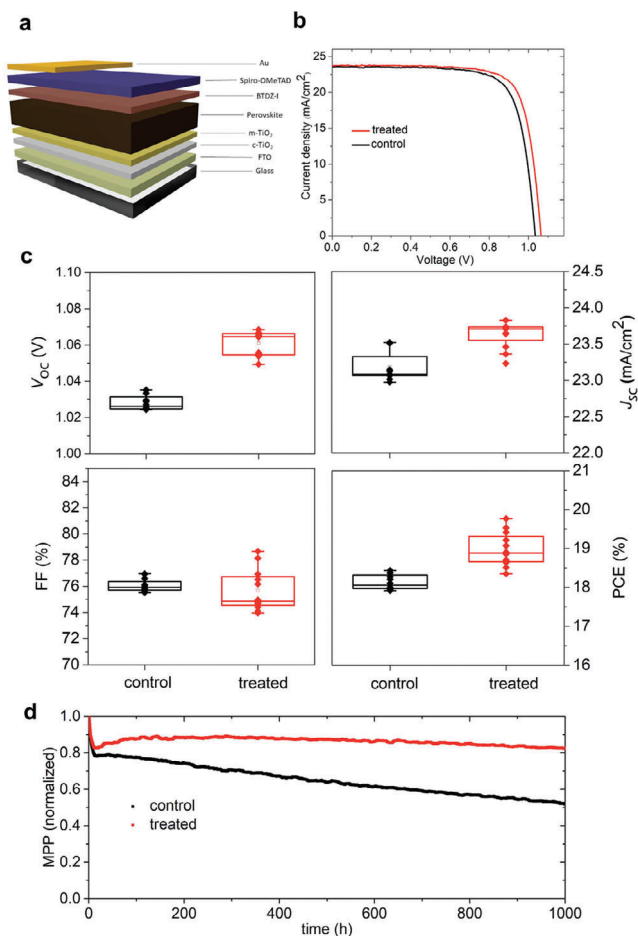 a
Au
Spiro-OMeTAD
BTDZ-I
Perovskite
m-TiO2
c-TiO2
FTO
Glass
b
Current density (mA/cm²)
25
20
15
10
5
0
treated
control
0.0 0.2 0.4 0.6 0.8 1.0
Voltage (V)
c
VOC (V)
1.10
1.08
1.06
1.04
1.02
1.00
24.5
24.0
23.5
23.0
22.5
22.0
JSC (mA/cm²)
FF (%)
84
82
80
78
76
74
72
70
control treated
21
20
19
18
17
16
PCE (%)
control treated
d
MPP (normalized)
1.0
0.8
0.6
0.4
0.2
0.0
control
treated
0 200 400 600 800 1000
time (h)